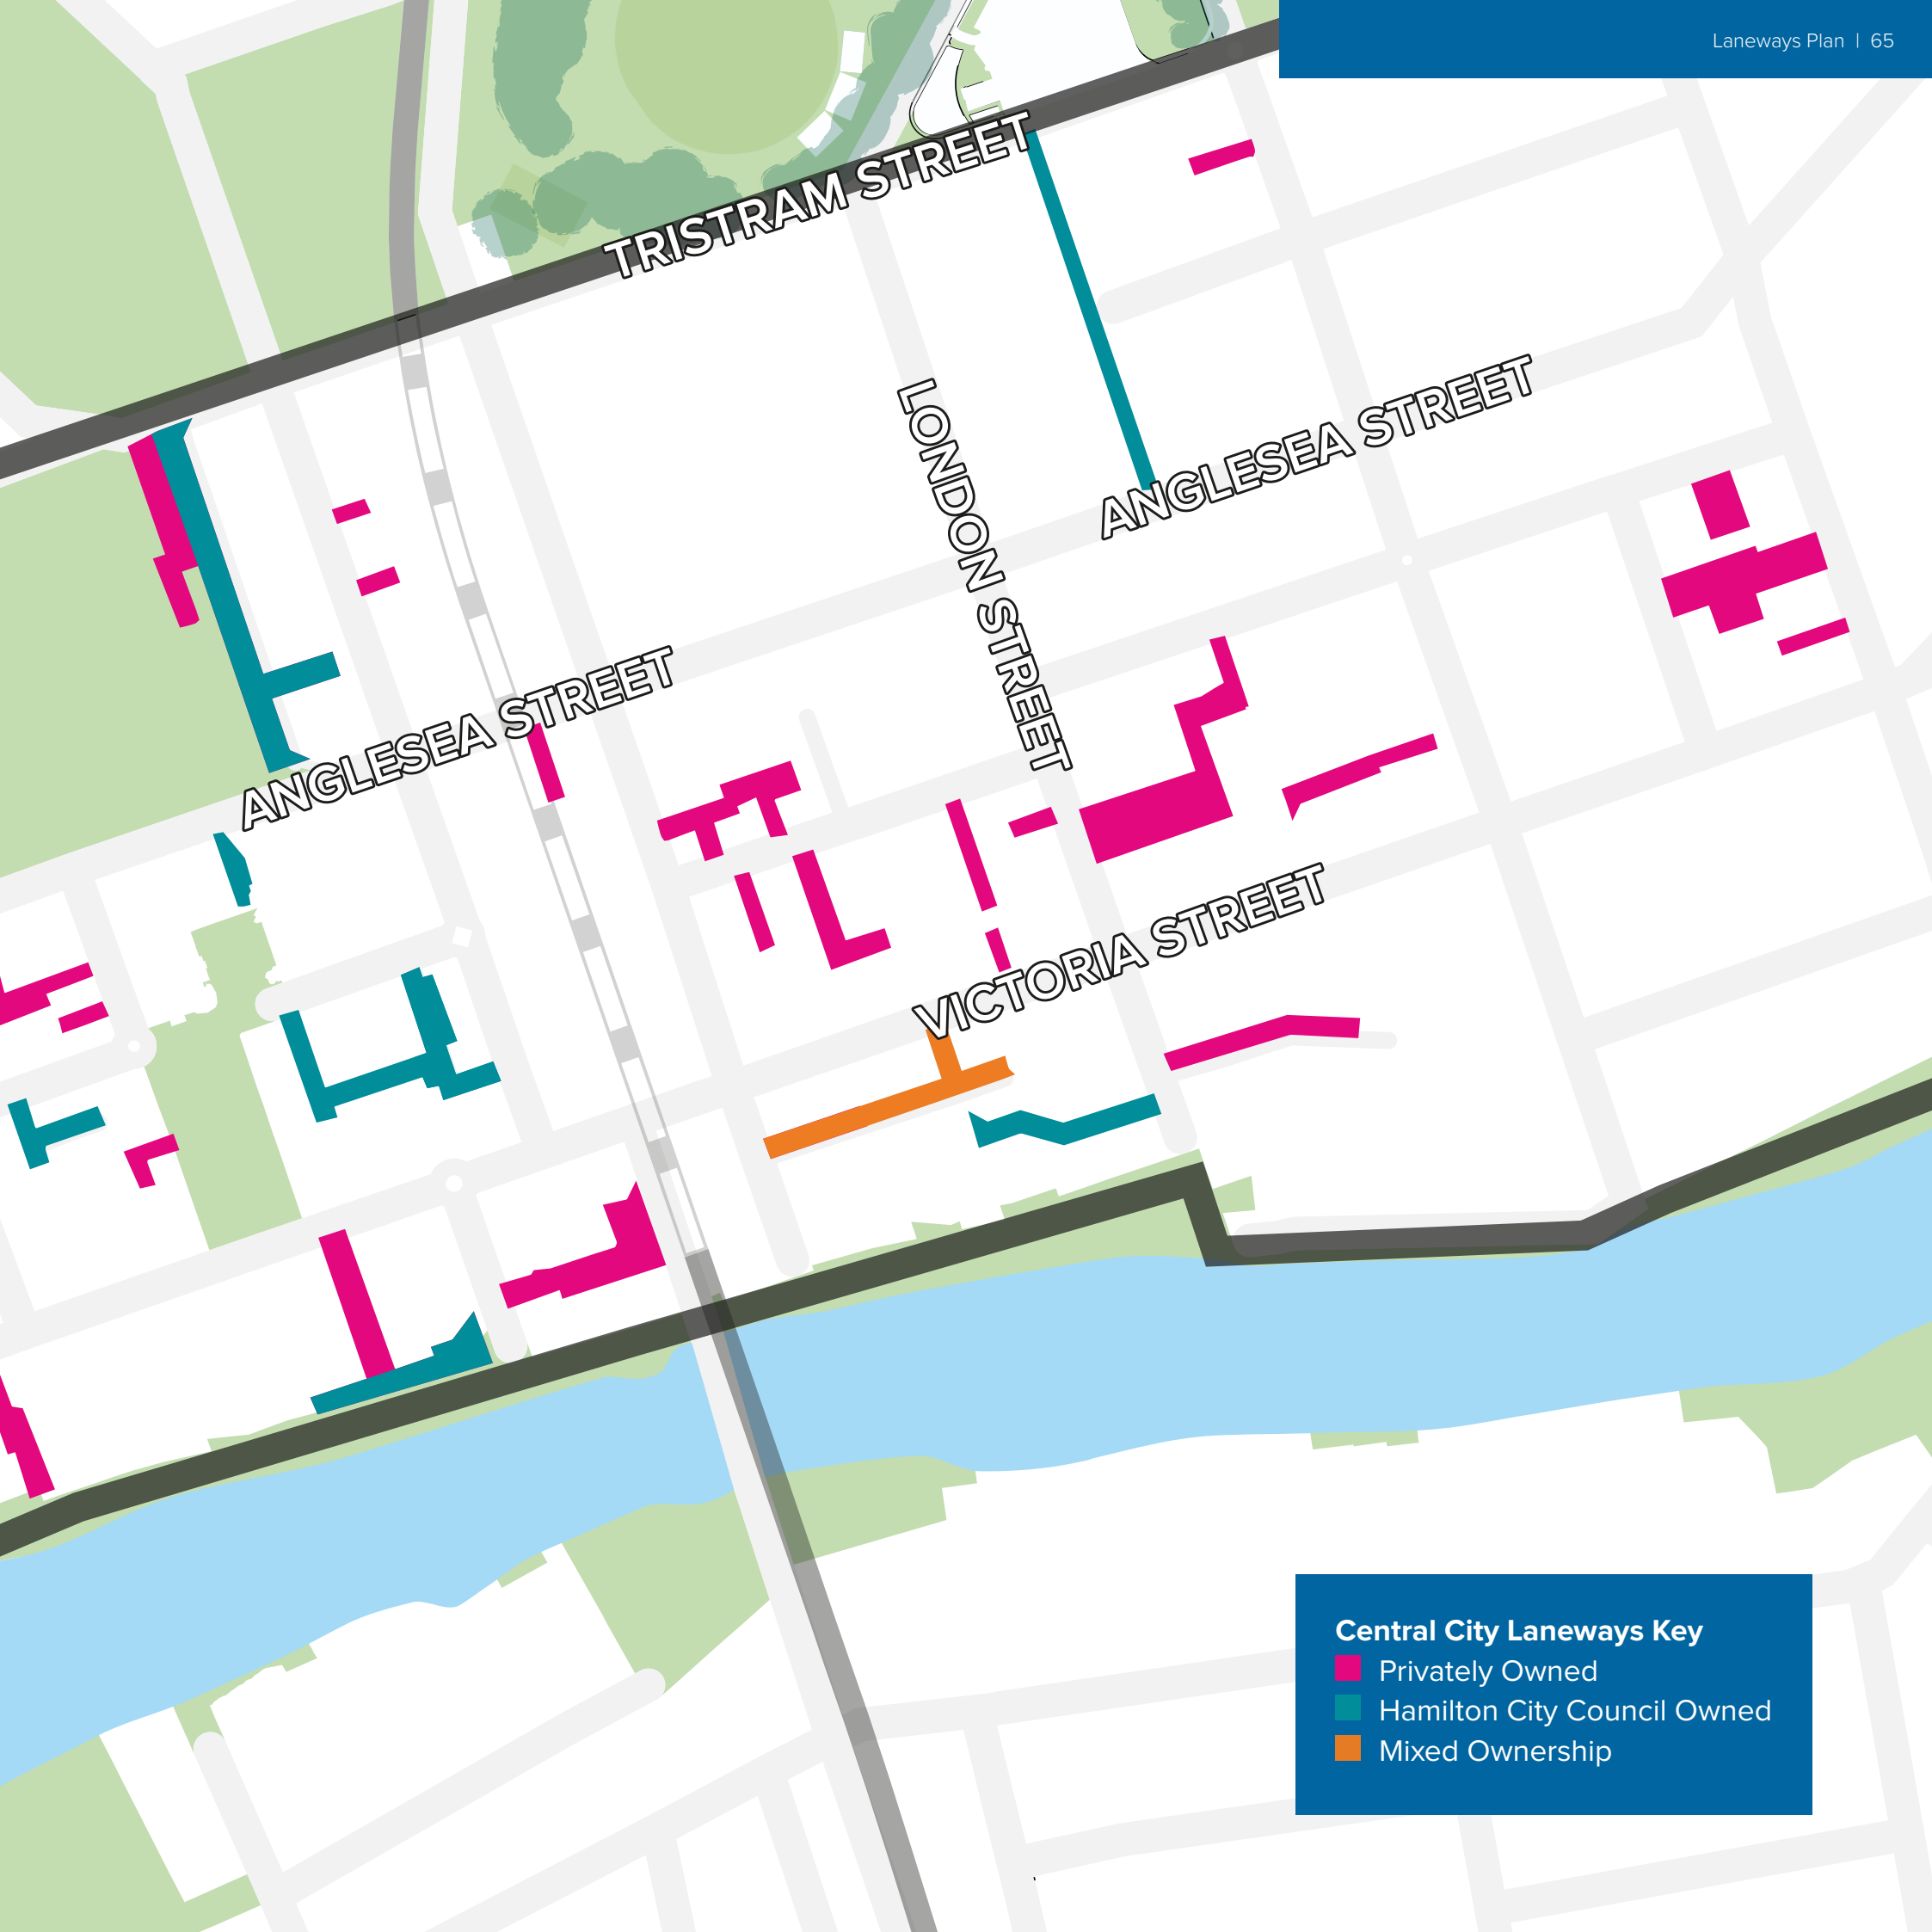 Laneways Plan | 65
TRISTRAM STREET
LONDON STREET
ANGLESEA STREET
ANGLESEA STREET
VICTORIA STREET
Central City Laneways Key
Privately Owned
Hamilton City Council Owned
Mixed Ownership